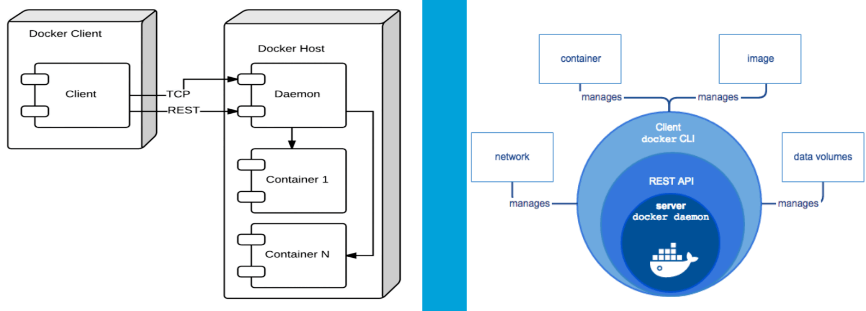 Docker Client
Client
TCP
REST
Docker Host
Daemon
Container 1
Container N
container
image
manages
manages
network
data volumes
manages
manages
Client
docker CLI
REST API
server
docker daemon